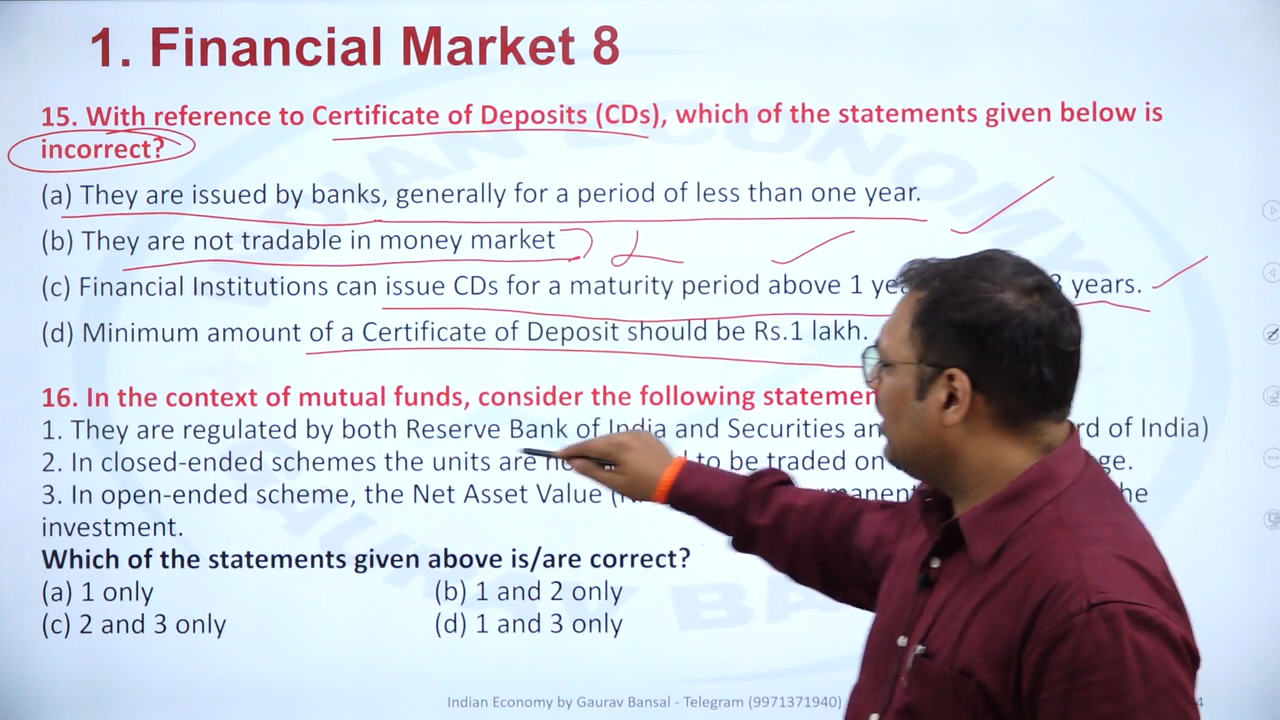 1. Financial Market 8
15. With reference to Certificate of Deposits (CDs), which of the statements given below is
incorrect?
(a) They are issued by banks, generally for a period of less than one year.
(b) They are not tradable in money market
(c) Financial Institutions can issue CDs for a maturity period above 1 years.
(d) Minimum amount of a Certificate of Deposit should be Rs.1 lakh.
16. In the context of mutual funds, consider the following
1. They are regulated by both Reserve Bank of India and Securities of India)
2. In closed-ended schemes the units are to be traded on
3. In open-ended scheme, the Net Asset Value the
investment.
Which of the statements given above is/are correct?
(a) 1 only (b) 1 and 2 only
(c) 2 and 3 only (d) 1 and 3 only
Indian Economy by Gaurav Bansal - Telegram (9971371940)